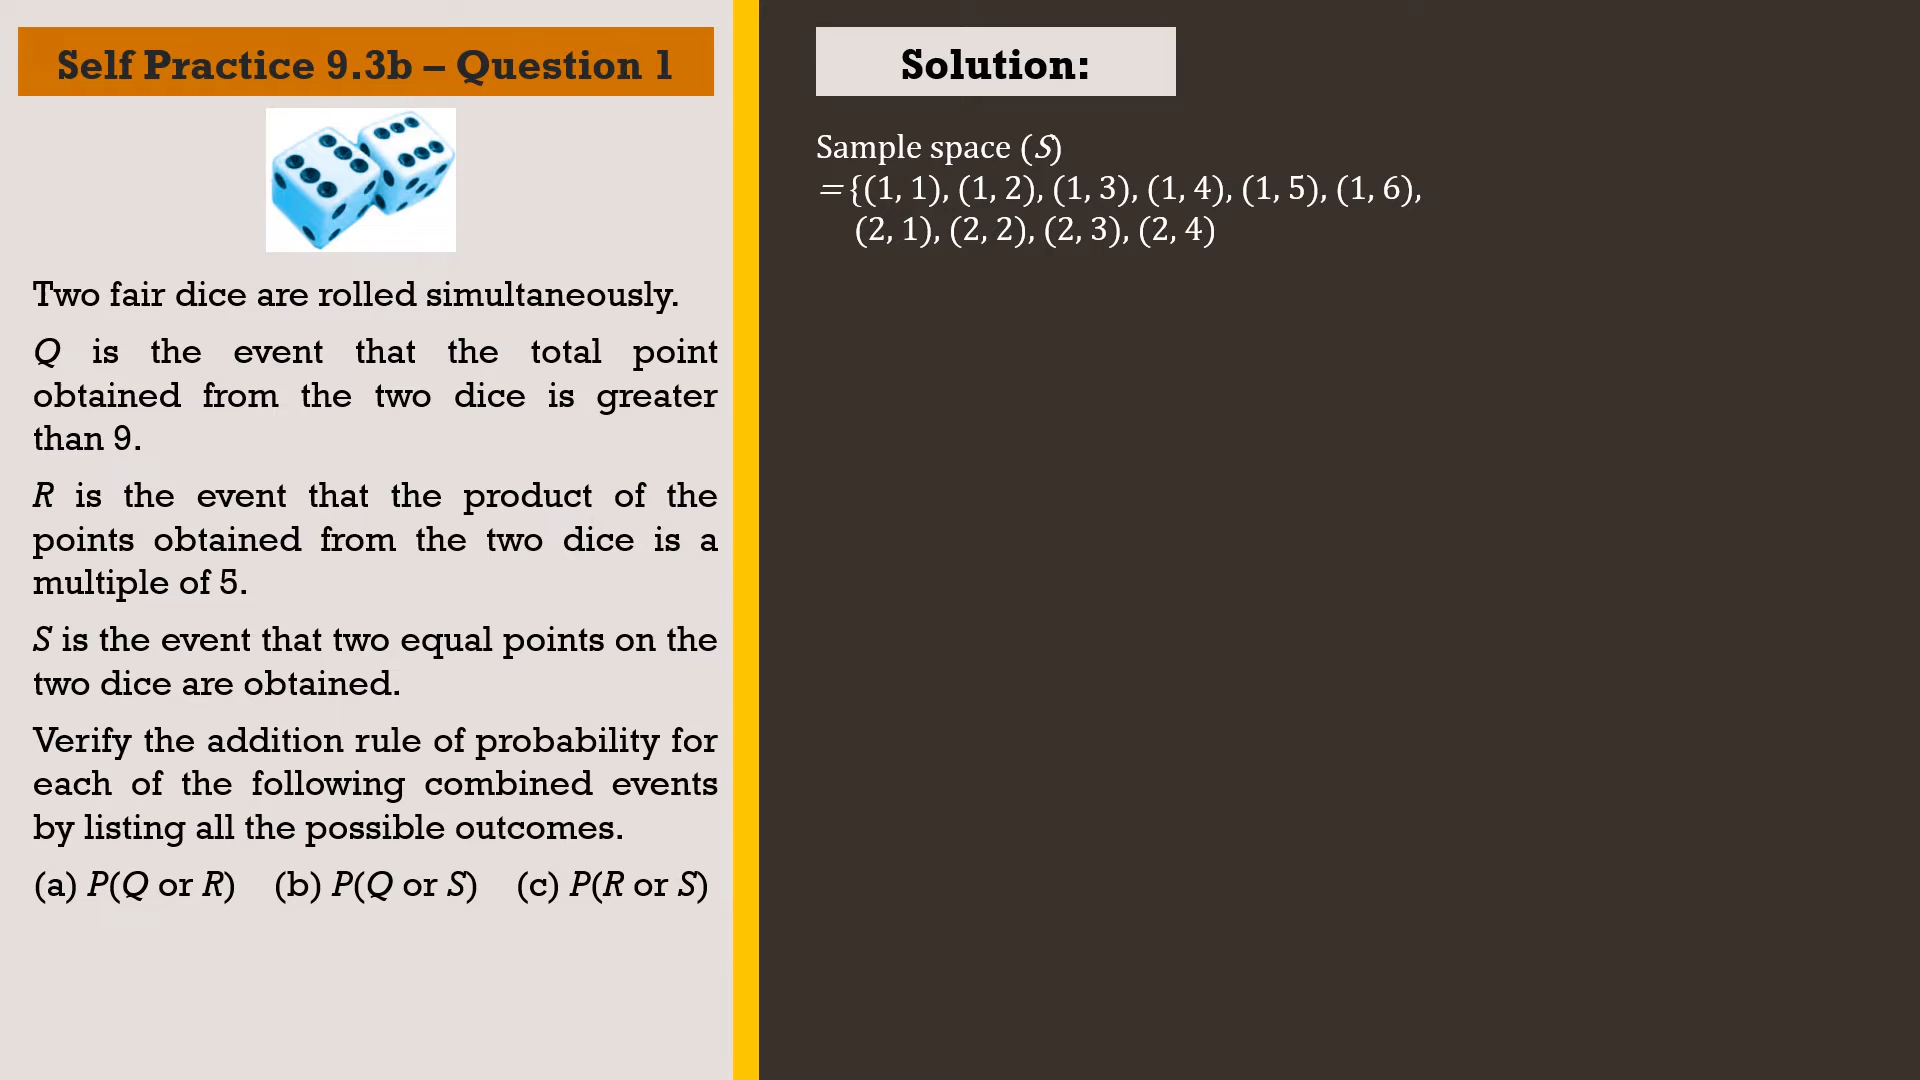 Self Practice 9.3b – Question 1
Two fair dice are rolled simultaneously.
Q is the event that the total point
obtained from the two dice is greater
than 9.
R is the event that the product of the
points obtained from the two dice is a
multiple of 5.
S is the event that two equal points on the
two dice are obtained.
Verify the addition rule of probability for
each of the following combined events
by listing all the possible outcomes.
(a) P(Q or R) (b) P(Q or S) (c) P(R or S)
Solution:
Sample space (S)
= {(1, 1), (1, 2), (1, 3), (1, 4), (1, 5), (1, 6),
(2, 1), (2, 2), (2, 3), (2, 4)